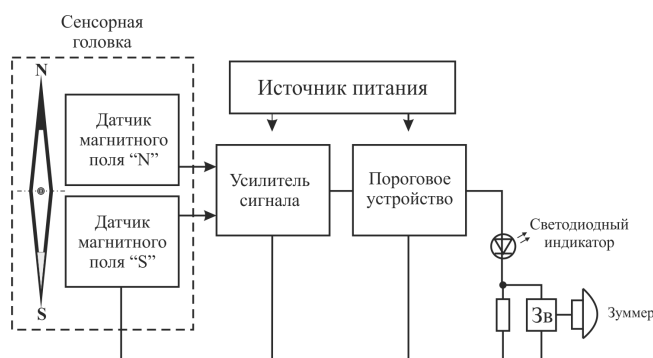 Сенсорная
головка
N
Датчик
магнитного
поля “N”
Датчик
магнитного
поля “S”
S
Источник питания
Усилитель
сигнала
Пороговое
устройство
Светодиодный
индикатор
Зв
Зуммер